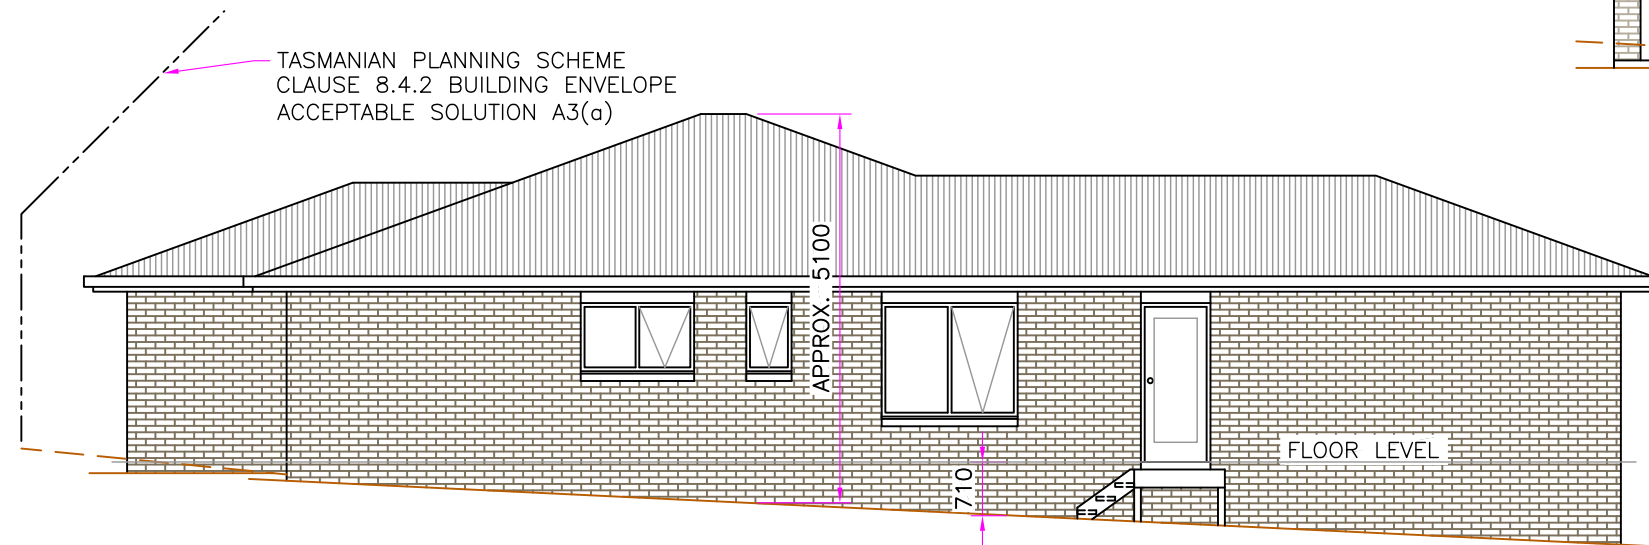 TASMANIAN PLANNING SCHEME
CLAUSE 8.4.2 BUILDING ENVELOPE
ACCEPTABLE SOLUTION A3(a)
APPROX. 5100
710
FLOOR LEVEL